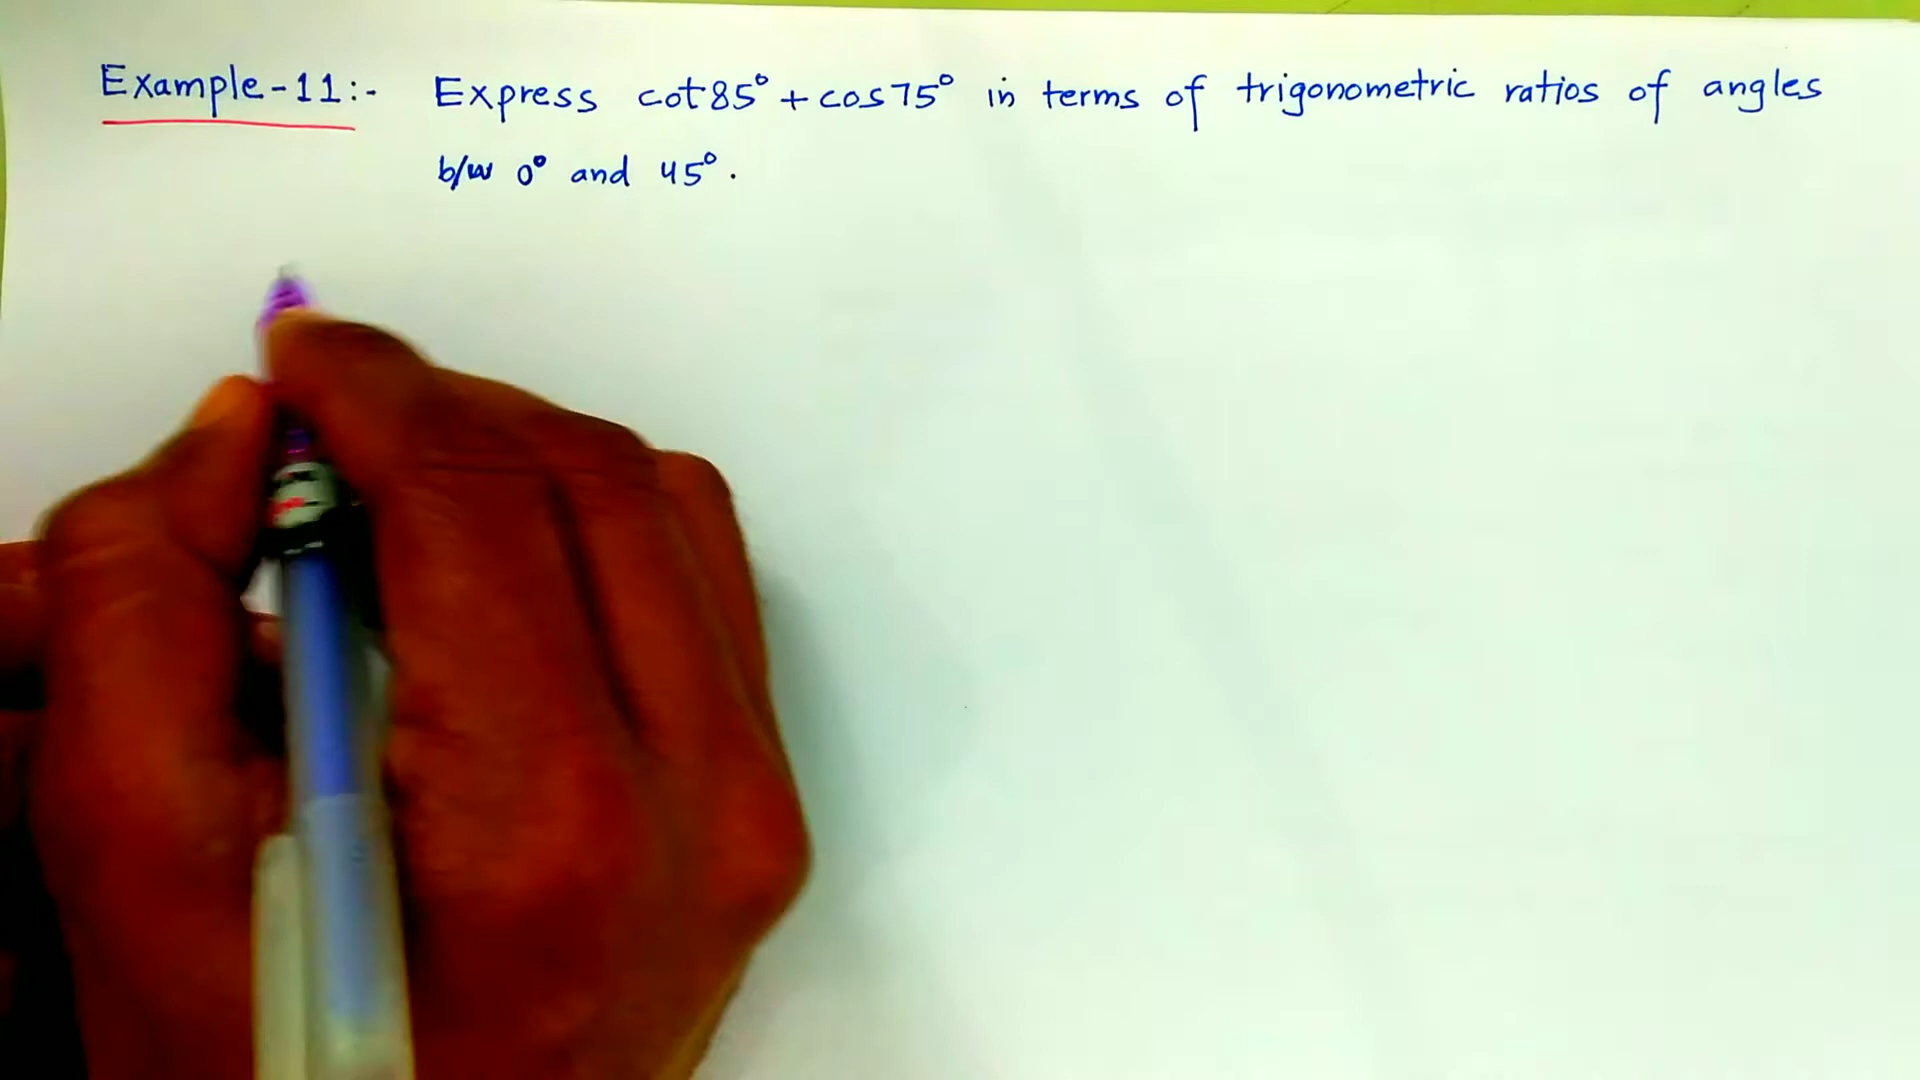 Example-11:- Express cot85° + cos75° in terms of trigonometric ratios of angles
b/w 0° and 45°.